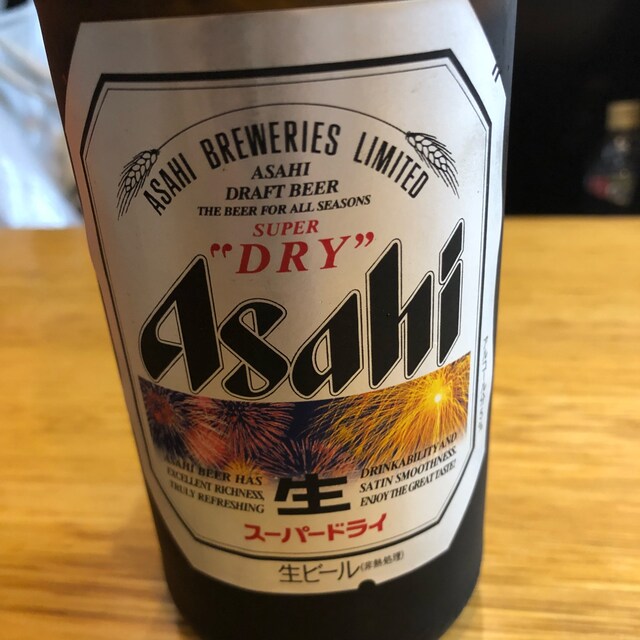 ASAHI BREWERIES LIMITED
ASAHI
DRAFT BEER
THE BEER FOR ALL SEASONS
SUPER
"DRY"
Asahi
ASAHI BEER HAS
EXCELLENT RICHNESS,
TRULY REFRESHING
生
DRINKABILITY AND
SATIN SMOOTHNESS.
ENJOY THE GREAT TASTE!
スーパードライ
生ビール(非熱処理)